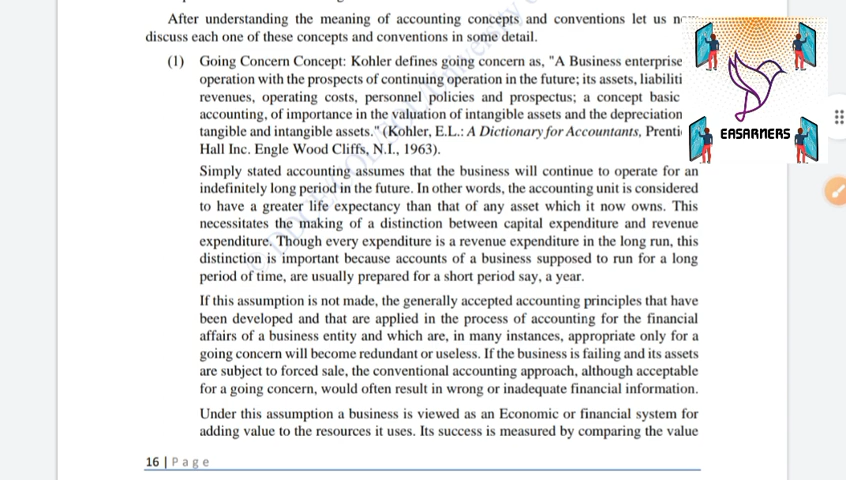 After understanding the meaning of accounting concepts and conventions let us
discuss each one of these concepts and conventions in some detail.
(1) Going Concern Concept: Kohler defines going concern as, "A Business enterprise
operation with the prospects of continuing operation in the future; its assets,
revenues, operating costs, personnel policies and prospectus; a concept basic
accounting, of importance in the valuation of intangible assets and the depreciation
tangible and intangible assets." (Kohler, E.L.: A Dictionary for Accountants,
Hall Inc. Engle Wood Cliffs, N.I., 1963).
EASARNERS
Simply stated accounting assumes that the business will continue to operate for an
indefinitely long period in the future. In other words, the accounting unit is considered
to have a greater life expectancy than that of any asset which it now owns. This
necessitates the making of a distinction between capital expenditure and revenue
expenditure. Though every expenditure is a revenue expenditure in the long run, this
distinction is important because accounts of a business supposed to run for a long
period of time, are usually prepared for a short period say, a year.
If this assumption is not made, the generally accepted accounting principles that have
been developed and that are applied in the process of accounting for the financial
affairs of a business entity and which are, in many instances, appropriate only for a
going concern will become redundant or useless. If the business is failing and its assets
are subject to forced sale, the conventional accounting approach, although acceptable
for a going concern, would often result in wrong or inadequate financial information.
Under this assumption a business is viewed as an Economic or financial system for
adding value to the resources it uses. Its success is measured by comparing the value
16 | Page